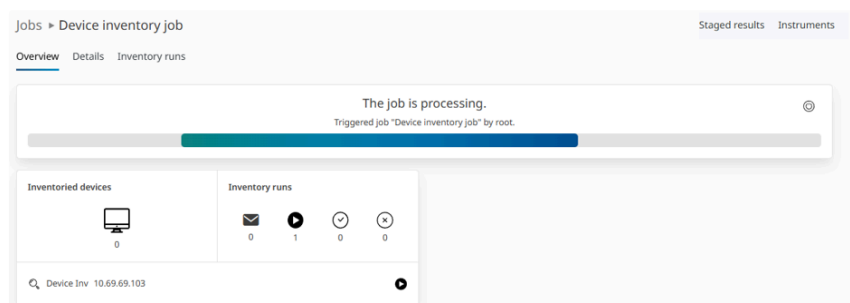 Jobs ▸ Device inventory job
Staged results Instruments
Overview Details Inventory runs
The job is processing.
Triggered job "Device inventory job" by root.
Inventoried devices
0
Inventory runs
0 1 0 0
Device Inv 10.69.69.103